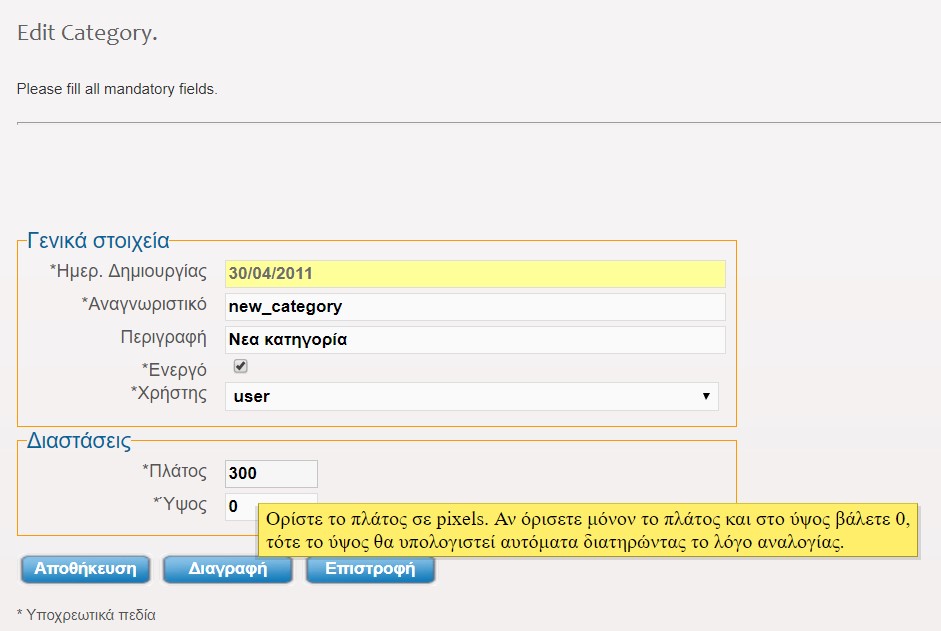 Edit Category.
Please fill all mandatory fields.
Γενικά στοιχεία
*Ημερ. Δημιουργίας 30/04/2011
*Αναγνωριστικό new_category
Περιγραφή Νεα κατηγορία
*Ενεργό
*Χρήστης user
Διαστάσεις
*Πλάτος 300
*Ύψος 0
Ορίστε το πλάτος σε pixels. Αν όρισετε μόνον το πλάτος και στο ύψος βάλετε 0,
τότε το ύψος θα υπολογιστεί αυτόματα διατηρώντας το λόγο αναλογίας.
Αποθήκευση Διαγραφή Επιστροφή
* Υποχρεωτικά πεδία